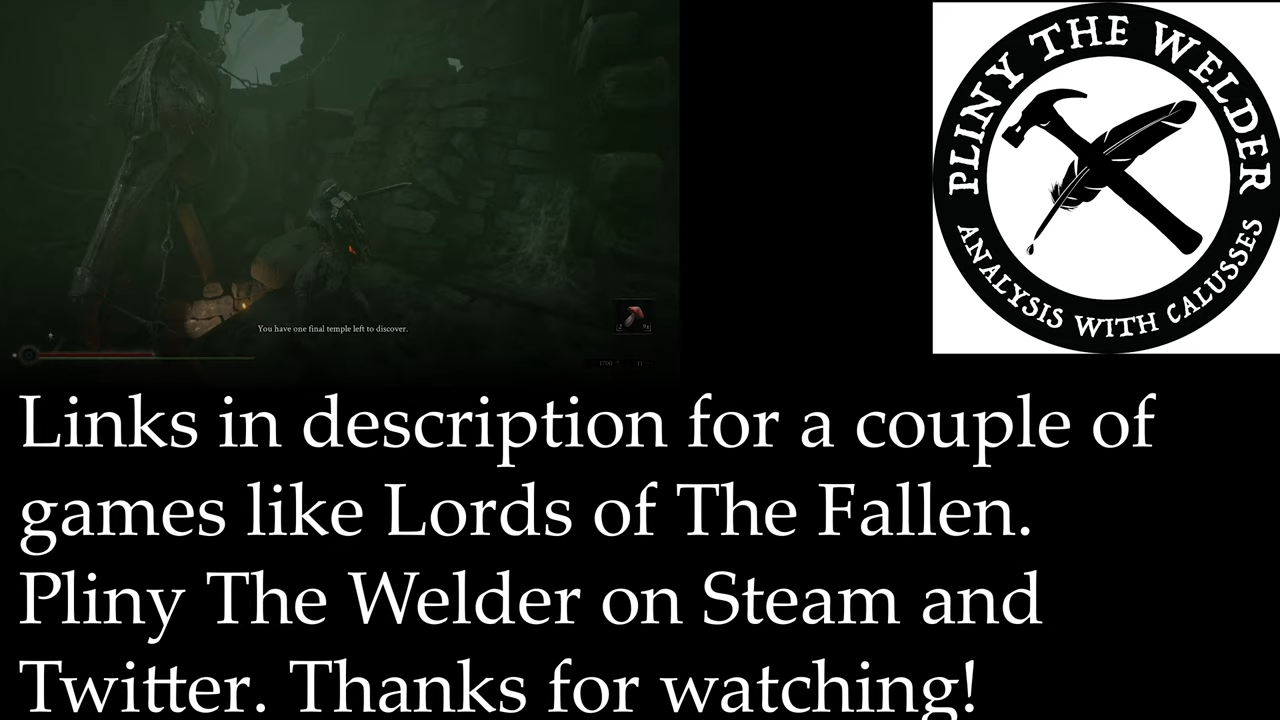 You have one final temple left to discover.
PLINY THE WELDER
ANALYSIS WITH CALUSSES
Links in description for a couple of
games like Lords of The Fallen.
Pliny The Welder on Steam and
Twitter. Thanks for watching!